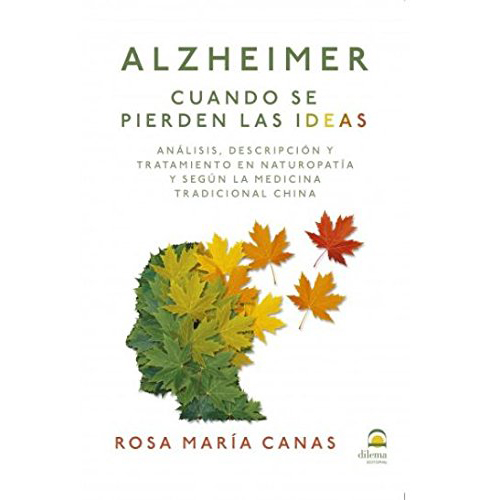 ALZHEIMER
CUANDO SE
PIERDEN LAS IDEAS
ANÁLISIS, DESCRIPCIÓN Y
TRATAMIENTO EN NATUROPATÍA
Y SEGÚN LA MEDICINA
TRADICIONAL CHINA
ROSA MARÍA CANAS
dilema
EDITORIAL